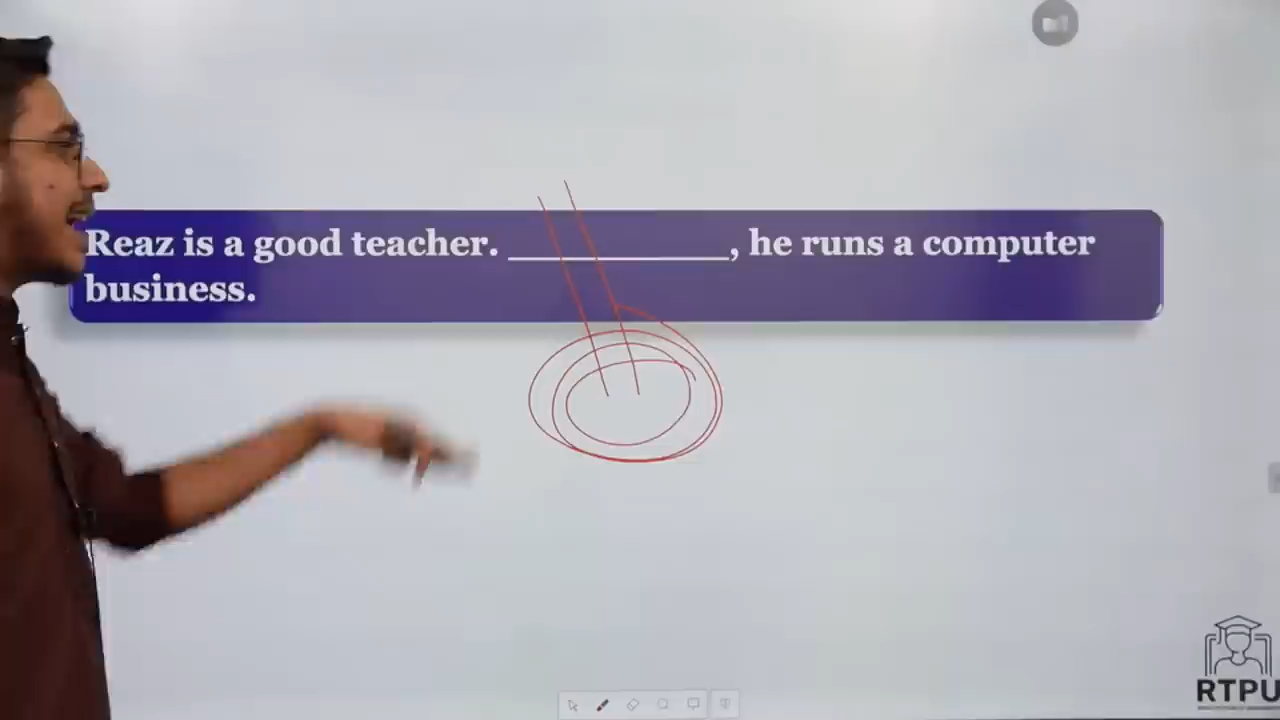 Reaz is a good teacher. ____________, he runs a computer
business.
RTPU